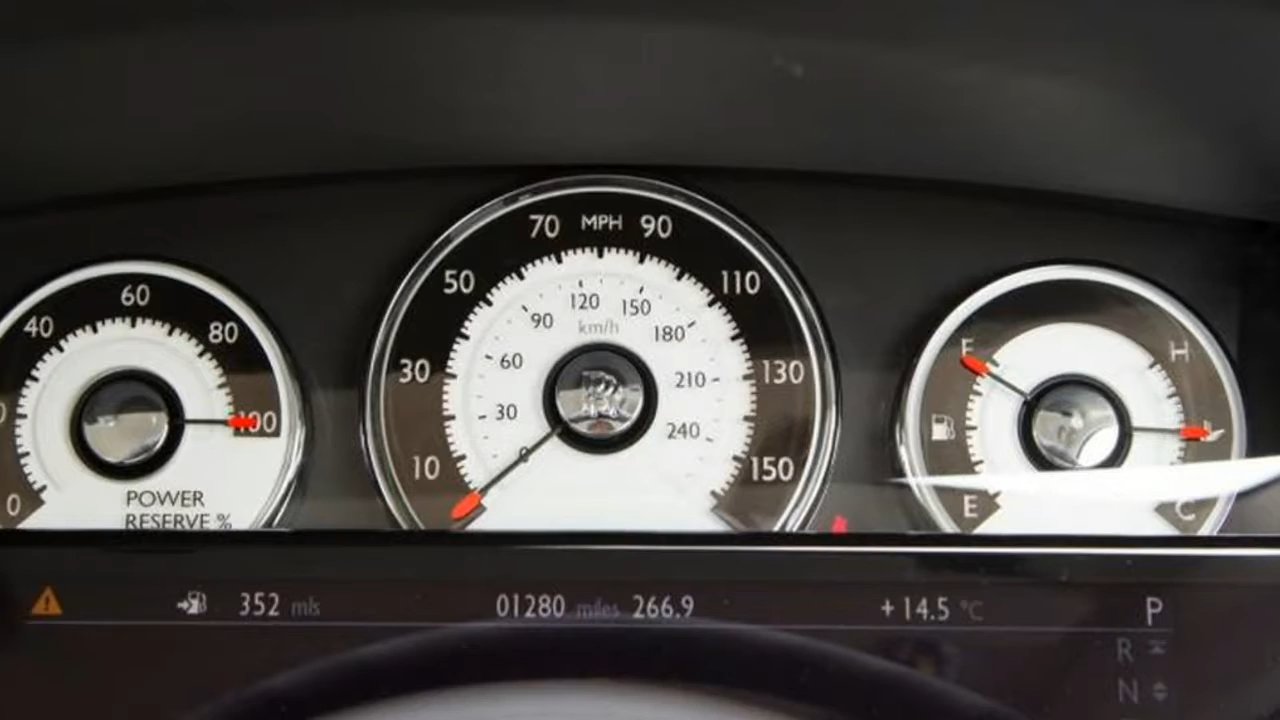 0 40 60 80 100
POWER
RESERVE %
10 30 50 70 MPH 90 110 130 150
0 30 60 90 120 150 180 210 240
km/h
F H
E C
352 mls 01280 miles 266.9 +14.5 °C P
R
N